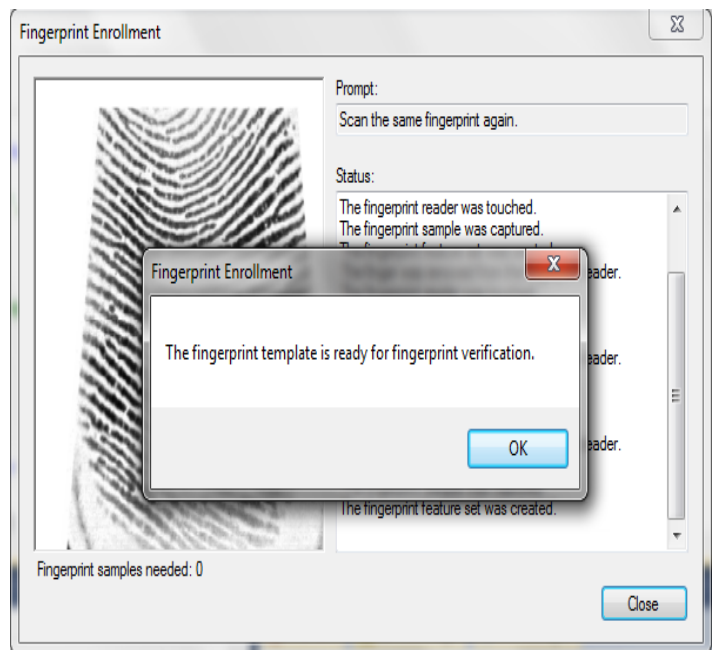 Fingerprint Enrollment
Prompt:
Scan the same fingerprint again.
Status:
The fingerprint reader was touched.
The fingerprint sample was captured.
Fingerprint Enrollment
eader.
The fingerprint template is ready for fingerprint verification.
eader.
OK
eader.
The fingerprint feature set was created.
Fingerprint samples needed: 0
Close